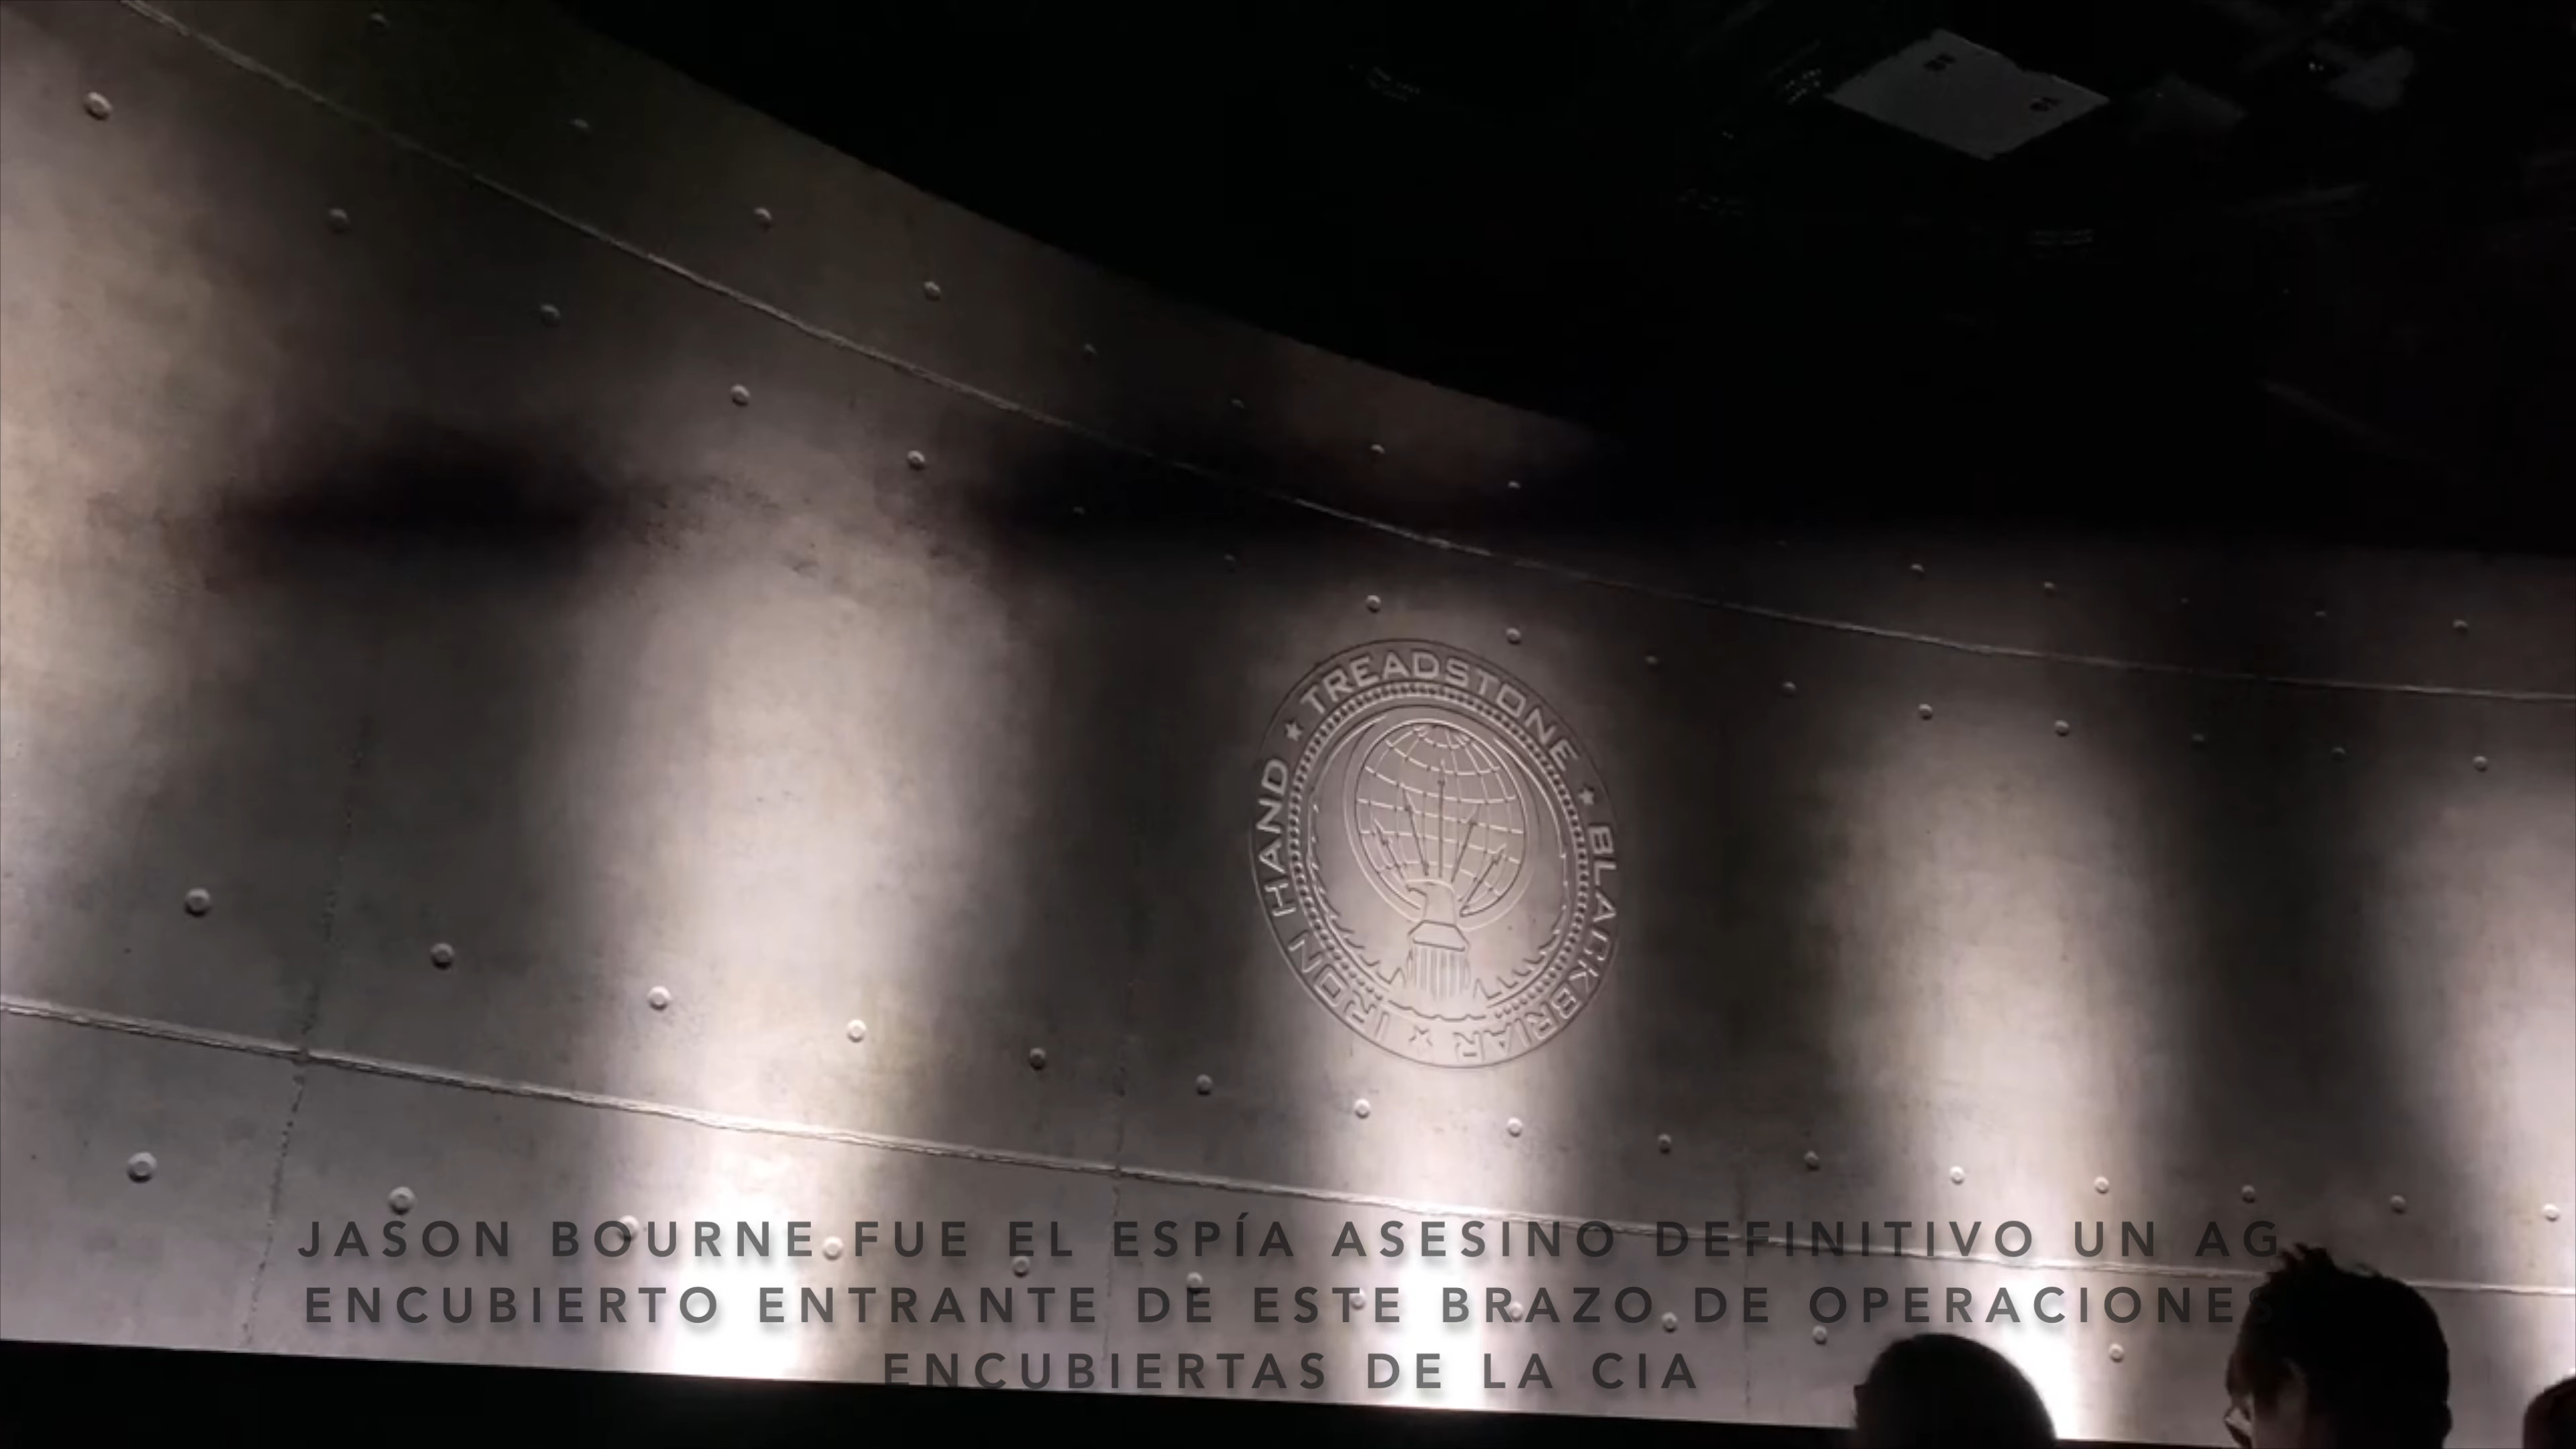 TREADSTONE ★ BLACKBRIAR ★ IRON HAND ★
JASON BOURNE FUE EL ESPÍA ASESINO DEFINITIVO UN AG
ENCUBIERTO ENTRANTE DE ESTE BRAZO DE OPERACIONES
ENCUBIERTAS DE LA CIA